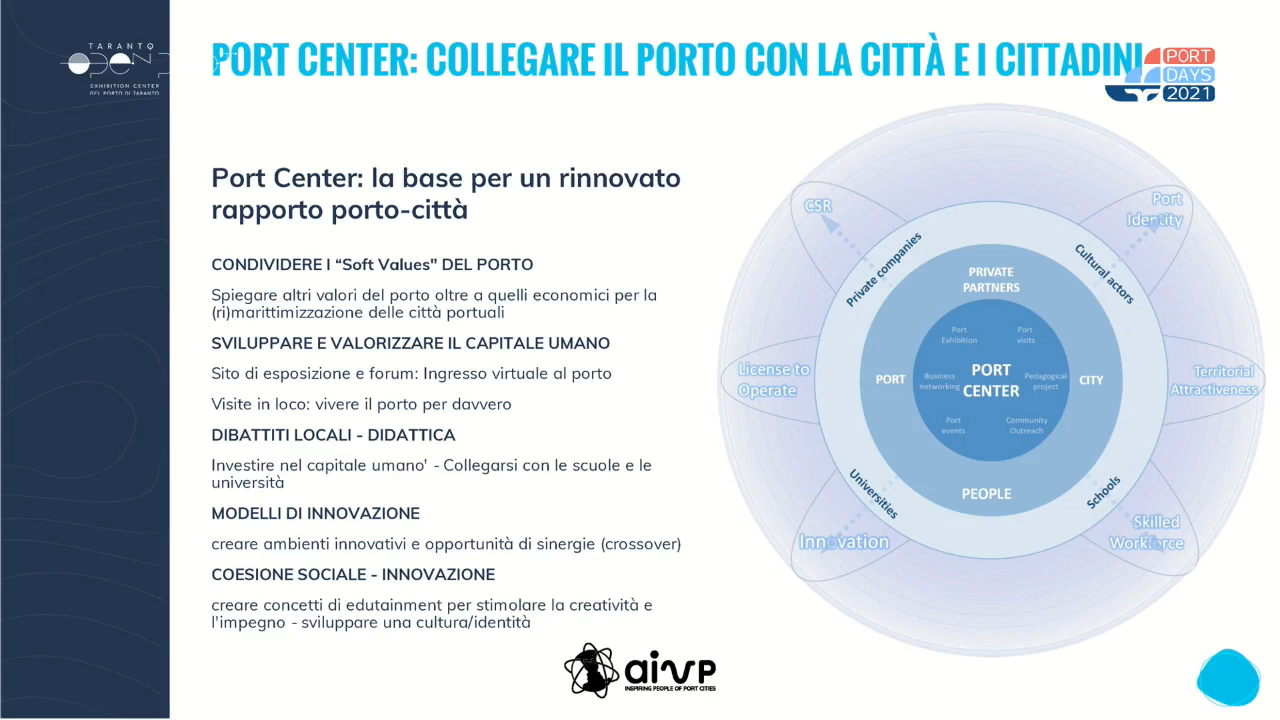 TARANTO
OPEN PORT
EXHIBITION CENTER
DEL PORTO DI TARANTO
PORT CENTER: COLLEGARE IL PORTO CON LA CITTÀ E I CITTADINI
PORT
DAYS
2021
Port Center: la base per un rinnovato
rapporto porto-città
CONDIVIDERE I “Soft Values" DEL PORTO
Spiegare altri valori del porto oltre a quelli economici per la
(ri)marittimizzazione delle città portuali
SVILUPPARE E VALORIZZARE IL CAPITALE UMANO
Sito di esposizione e forum: Ingresso virtuale al porto
Visite in loco: vivere il porto per davvero
DIBATTITI LOCALI - DIDATTICA
Investire nel capitale umano' - Collegarsi con le scuole e le
università
MODELLI DI INNOVAZIONE
creare ambienti innovativi e opportunità di sinergie (crossover)
COESIONE SOCIALE - INNOVAZIONE
creare concetti di edutainment per stimolare la creatività e
l'impegno - sviluppare una cultura/identità
CSR
Port
Identity
Private companies
Cultural actors
PRIVATE
PARTNERS
Port
Exhibition
Port
visits
License to
Operate
PORT
Business
networking
PORT
CENTER
Pedagogical
project
CITY
Territorial
Attractiveness
Port
events
Community
Outreach
Universities
PEOPLE
Schools
Innovation
Skilled
Workforce
aivp
INSPIRING PEOPLE OF PORT CITIES